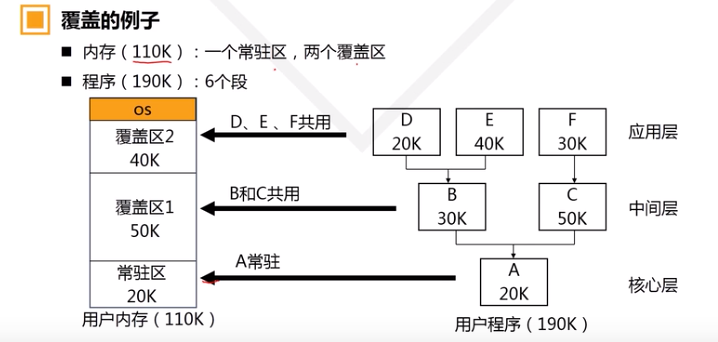 覆盖的例子
内存（110K）：一个常驻区，两个覆盖区
程序（190K）：6个段
os
覆盖区2
40K
覆盖区1
50K
常驻区
20K
用户内存（110K）
D、E 、F共用
B和C共用
A常驻
D
20K
E
40K
F
30K
应用层
B
30K
C
50K
中间层
A
20K
核心层
用户程序（190K）